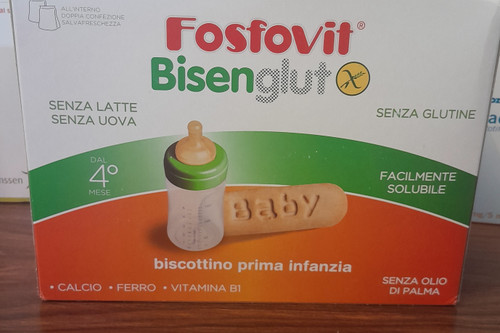 ALL'INTERNO
DOPPIA CONFEZIONE
SALVAFRESCHEZZA
Fosfovit®
Bisenglut
SENZA LATTE
SENZA UOVA
SENZA GLUTINE
DAL
4°
MESE
FACILMENTE
SOLUBILE
Baby
biscottino prima infanzia
• CALCIO • FERRO • VITAMINA B1
SENZA OLIO
DI PALMA